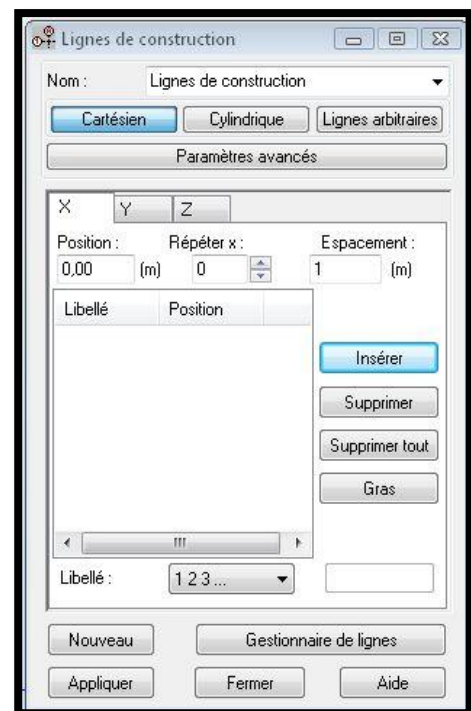 Lignes de construction
Nom : Lignes de construction
Cartésien Cylindrique Lignes arbitraires
Paramètres avancés
X Y Z
Position : Répéter x : Espacement :
0,00 (m) 0 1 (m)
Libellé Position
Insérer
Supprimer
Supprimer tout
Gras
Libellé : 1 2 3 ...
Nouveau Gestionnaire de lignes
Appliquer Fermer Aide